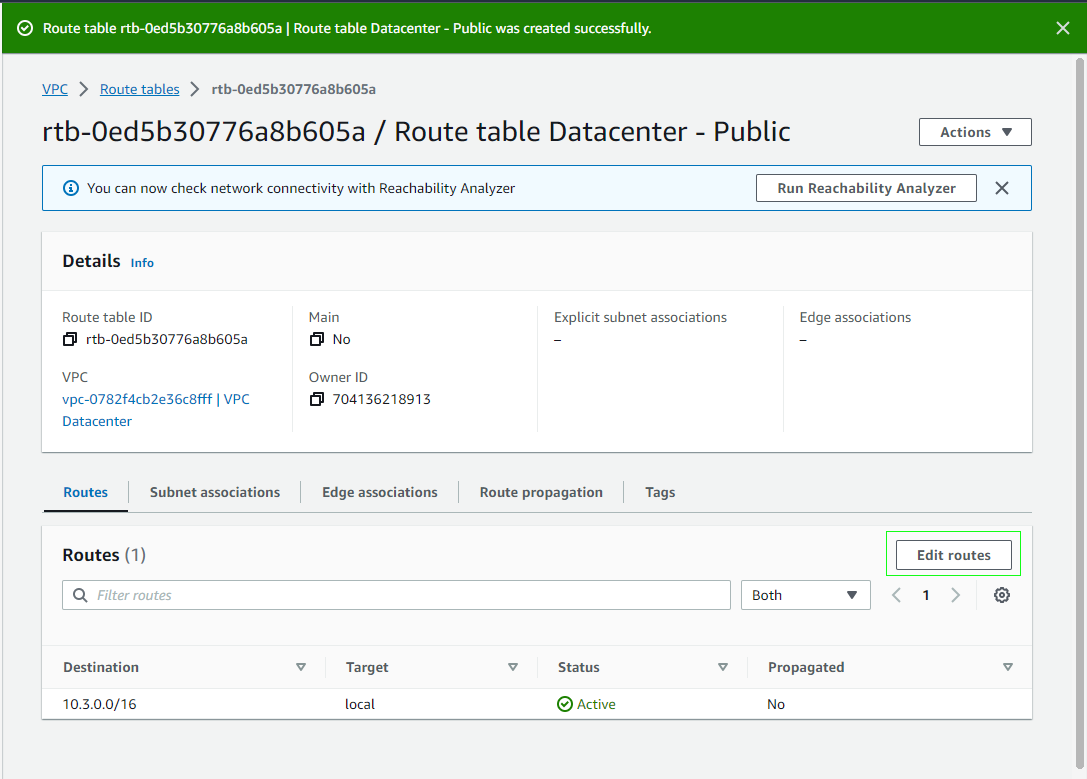 Route table rtb-0ed5b30776a8b605a | Route table Datacenter - Public was created successfully.
VPC Route tables rtb-0ed5b30776a8b605a
rtb-0ed5b30776a8b605a / Route table Datacenter - Public
Actions
You can now check network connectivity with Reachability Analyzer
Run Reachability Analyzer
Details Info
Route table ID
rtb-0ed5b30776a8b605a
VPC
vpc-0782f4cb2e36c8fff | VPC
Datacenter
Main
No
Owner ID
704136218913
Explicit subnet associations
–
Edge associations
–
Routes Subnet associations Edge associations Route propagation Tags
Routes (1)
Edit routes
Filter routes
Both
1
Destination Target Status Propagated
10.3.0.0/16 local Active No